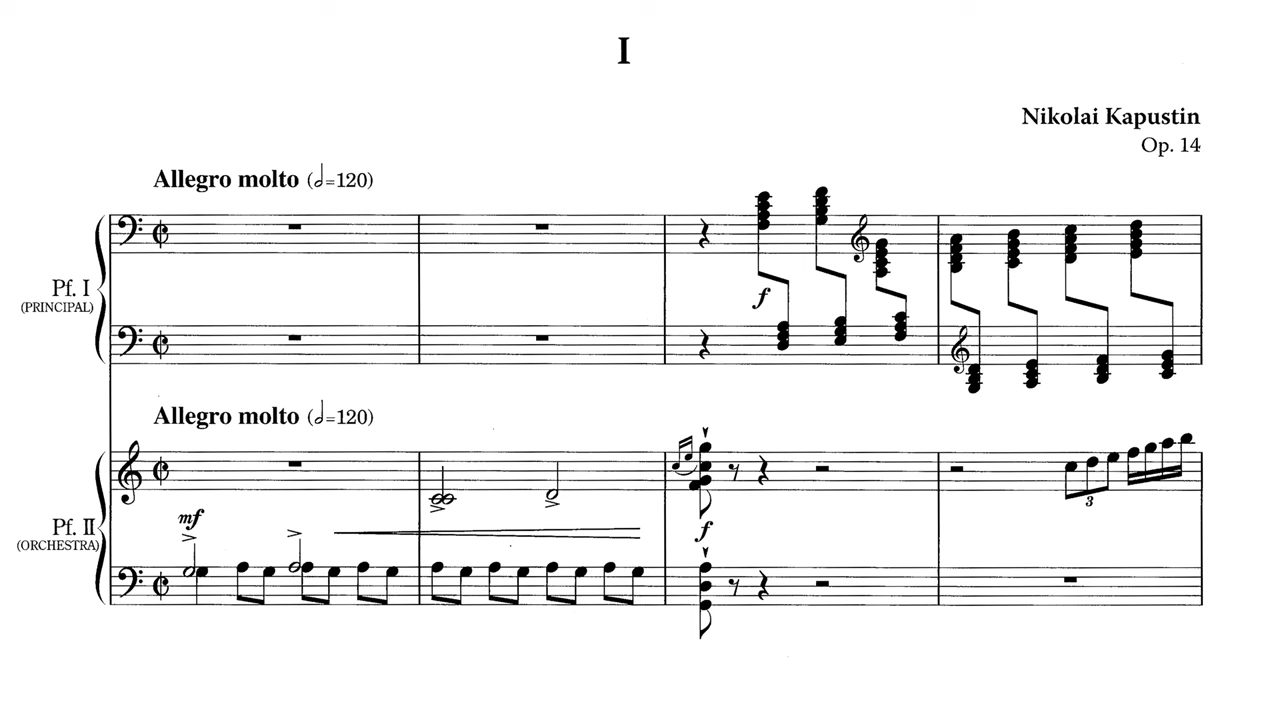 I
Nikolai Kapustin
Op. 14
Allegro molto (𝅗𝅥=120)
Pf. I
(PRINCIPAL)
f
Allegro molto (𝅗𝅥=120)
mf
Pf. II
(ORCHESTRA)
f
3